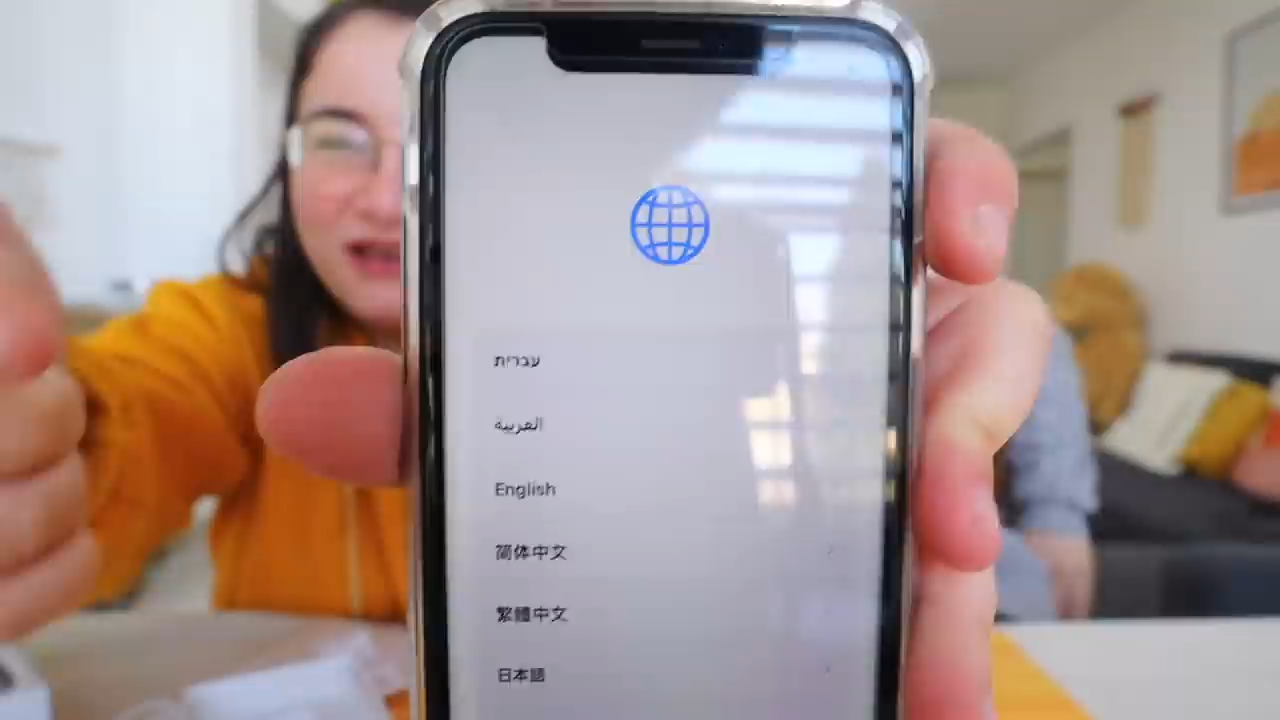 עברית
العربية
English
简体中文
繁體中文
日本語